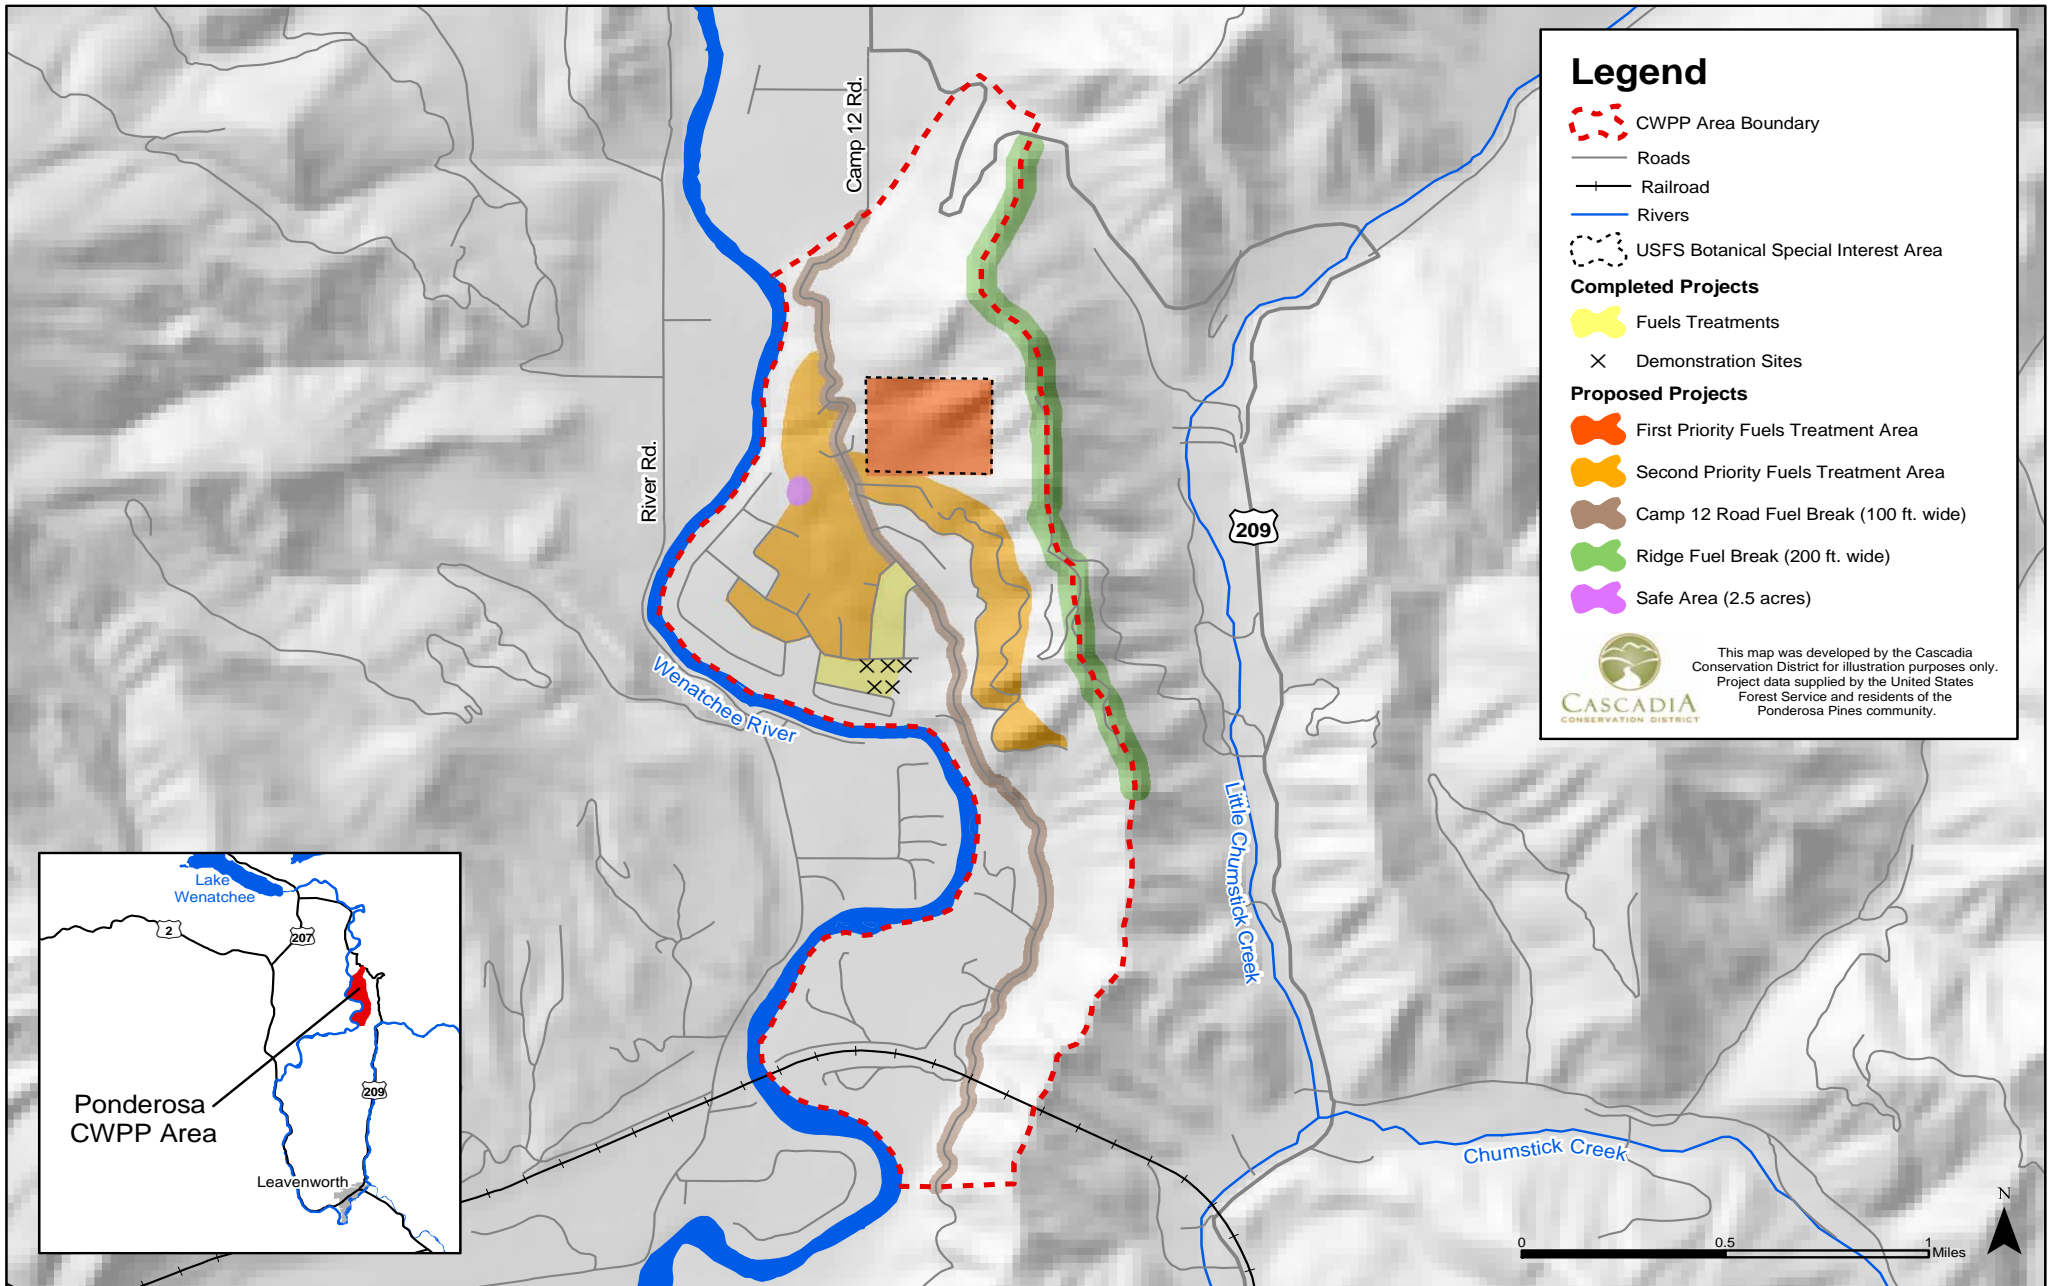 Camp 12 Rd.
River Rd.
Wenatchee River
209
Little Chumstick Creek
Chumstick Creek
Legend
CWPP Area Boundary
Roads
Railroad
Rivers
USFS Botanical Special Interest Area
Completed Projects
Fuels Treatments
Demonstration Sites
Proposed Projects
First Priority Fuels Treatment Area
Second Priority Fuels Treatment Area
Camp 12 Road Fuel Break (100 ft. wide)
Ridge Fuel Break (200 ft. wide)
Safe Area (2.5 acres)
CASCADIA
CONSERVATION DISTRICT
This map was developed by the Cascadia
Conservation District for illustration purposes only.
Project data supplied by the United States
Forest Service and residents of the
Ponderosa Pines community.
Lake
Wenatchee
2
207
209
Ponderosa
CWPP Area
Leavenworth
N
0 0.5 1
Miles